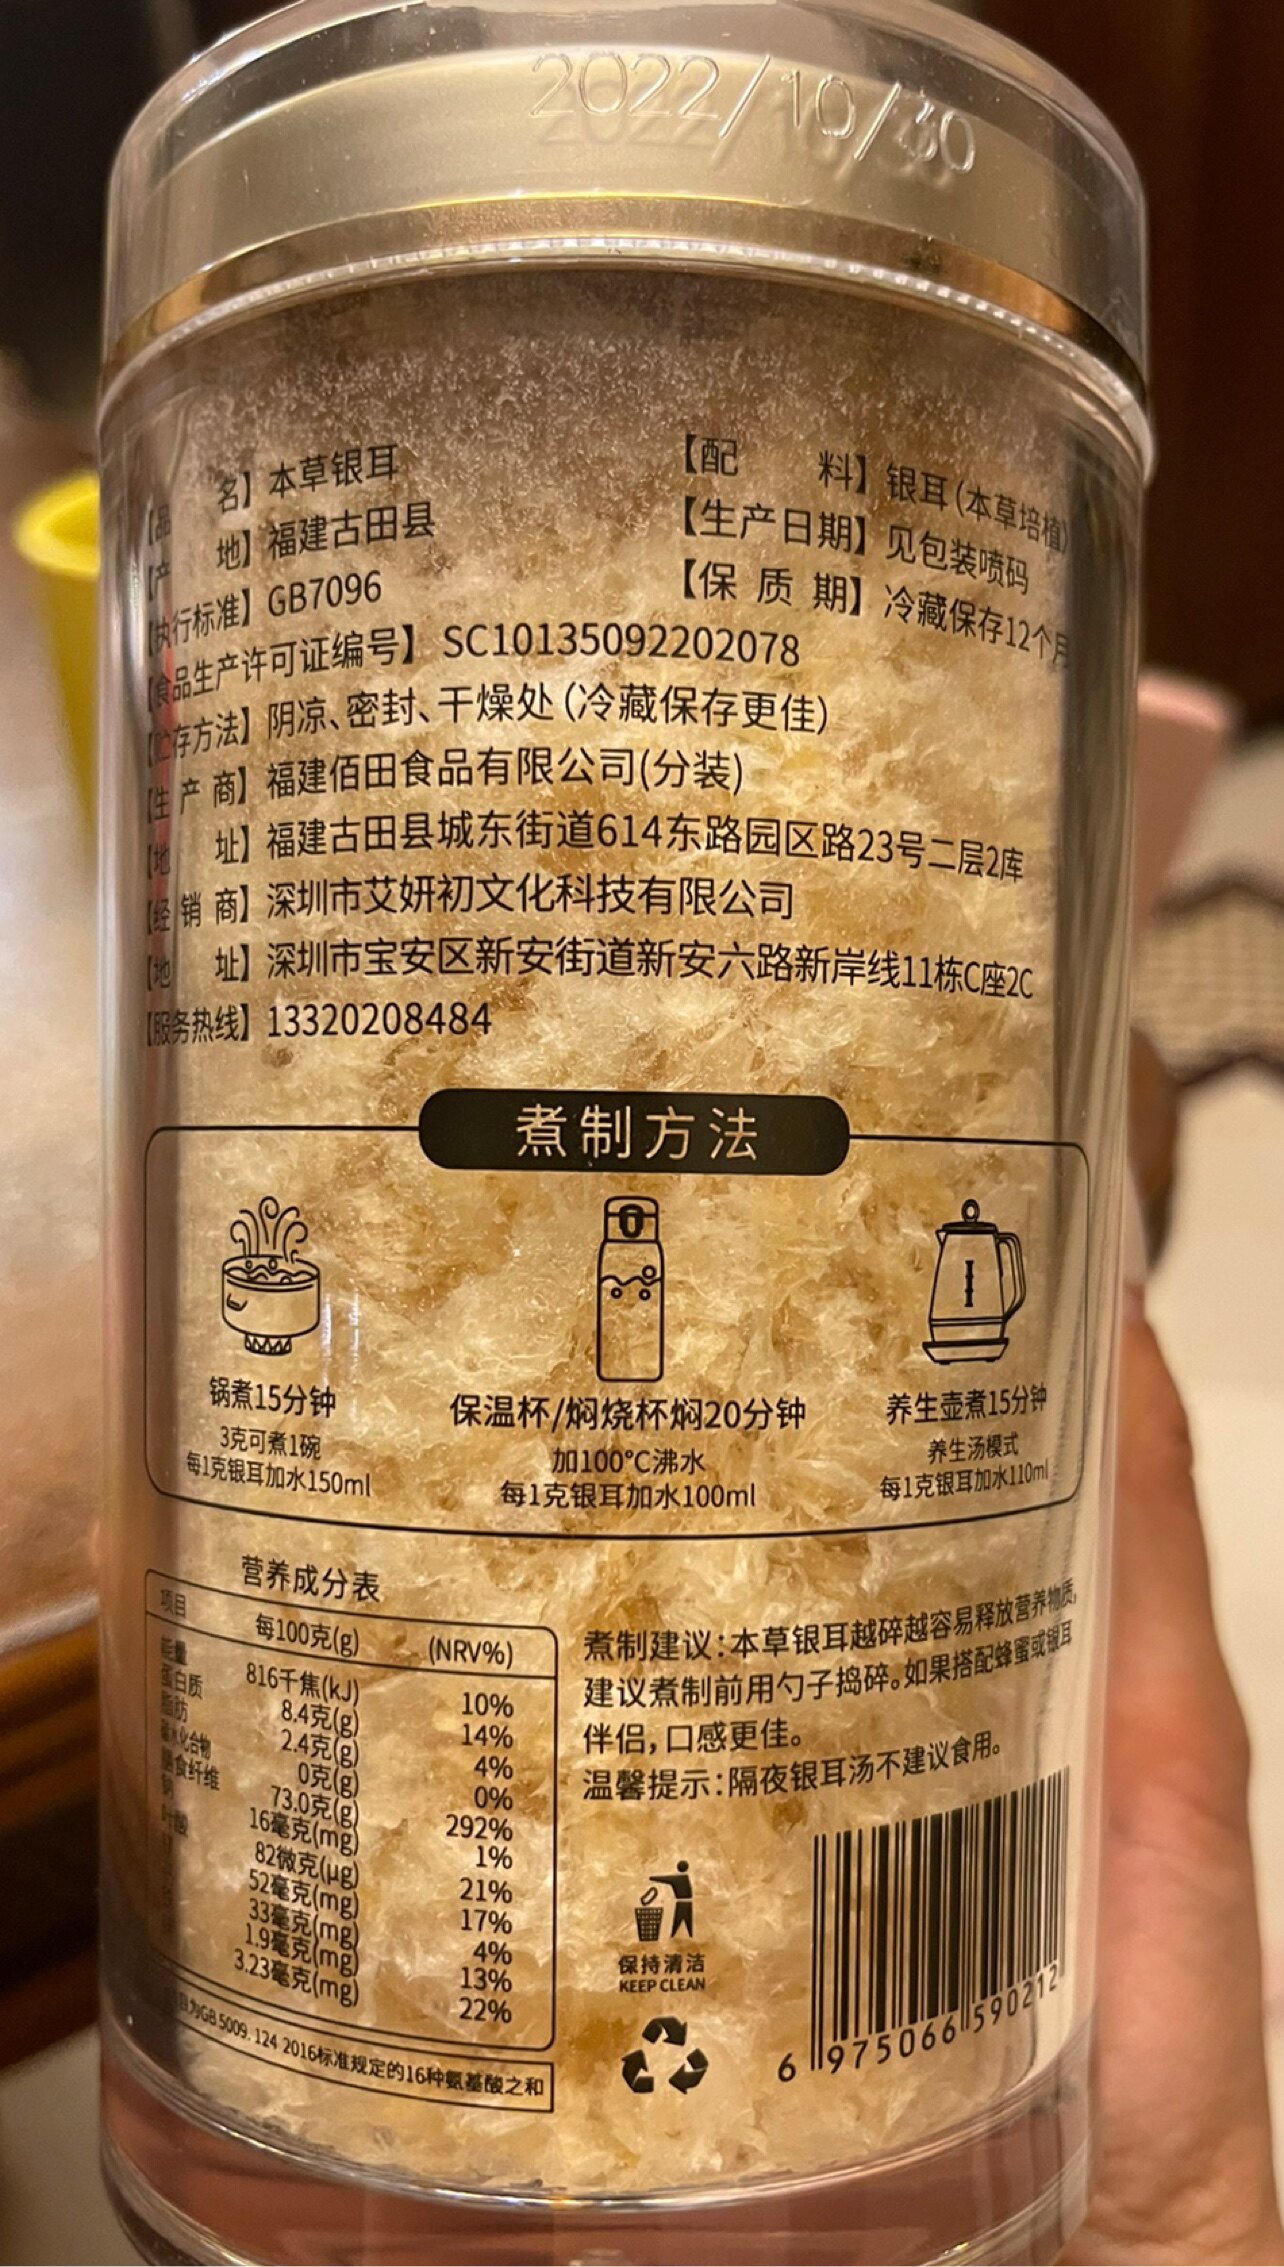 2022/10/30
【品 名】本草银耳
【配 料】银耳(本草培植)
【产 地】福建古田县
【生产日期】见包装喷码
【执行标准】GB7096
【保 质 期】冷藏保存12个月
【食品生产许可证编号】 SC10135092202078
【贮存方法】阴凉、密封、干燥处(冷藏保存更佳)
【生 产 商】福建佰田食品有限公司(分装)
【地 址】福建古田县城东街道614东路园区路23号二层2库
【经 销 商】深圳市艾妍初文化科技有限公司
【地 址】深圳市宝安区新安街道新安六路新岸线11栋C座2C
【服务热线】13320208484
煮制方法
锅煮15分钟
3克可煮1碗
每1克银耳加水150ml
保温杯/焖烧杯焖20分钟
加100°C沸水
每1克银耳加水100ml
养生壶煮15分钟
养生汤模式
每1克银耳加水110ml
营养成分表
项目 每100克(g) (NRV%)
能量 816千焦(kJ) 10%
蛋白质 8.4克(g) 14%
脂肪 2.4克(g) 4%
碳水化合物 0克(g) 0%
膳食纤维 73.0克(g) 292%
钠 16毫克(mg) 1%
叶酸 82微克(μg) 21%
52毫克(mg) 17%
33毫克(mg) 4%
1.9毫克(mg) 13%
3.23毫克(mg) 22%
为GB 5009. 124 2016标准规定的16种氨基酸之和
煮制建议:本草银耳越碎越容易释放营养物质,
建议煮制前用勺子捣碎。如果搭配蜂蜜或银耳
伴侣,口感更佳。
温馨提示:隔夜银耳汤不建议食用。
保持清洁
KEEP CLEAN
6 975066 590212